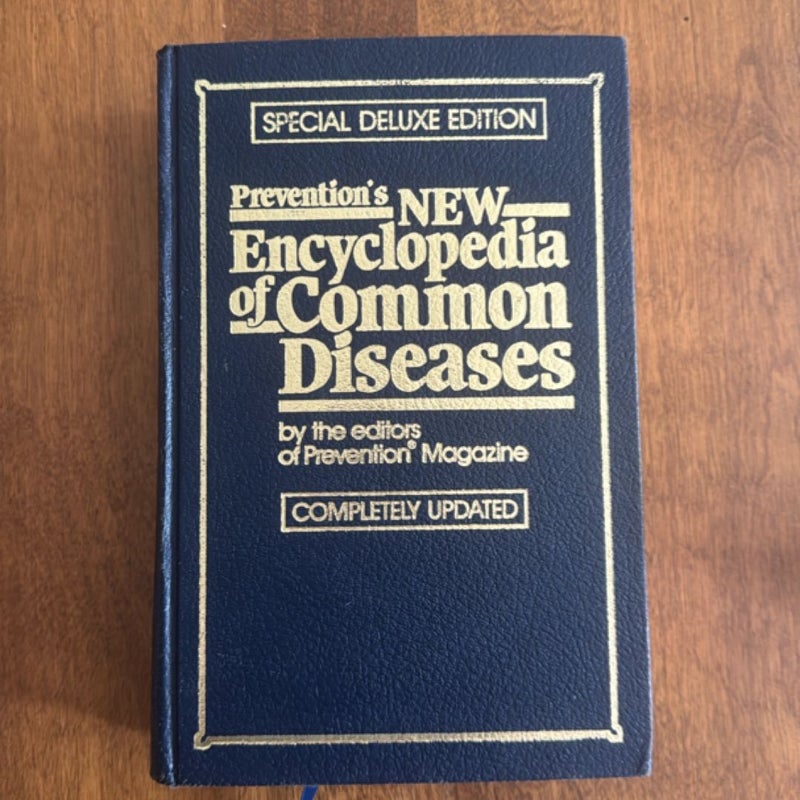 SPECIAL DELUXE EDITION
Prevention's NEW
Encyclopedia
of Common
Diseases
by the editors
of Prevention® Magazine
COMPLETELY UPDATED